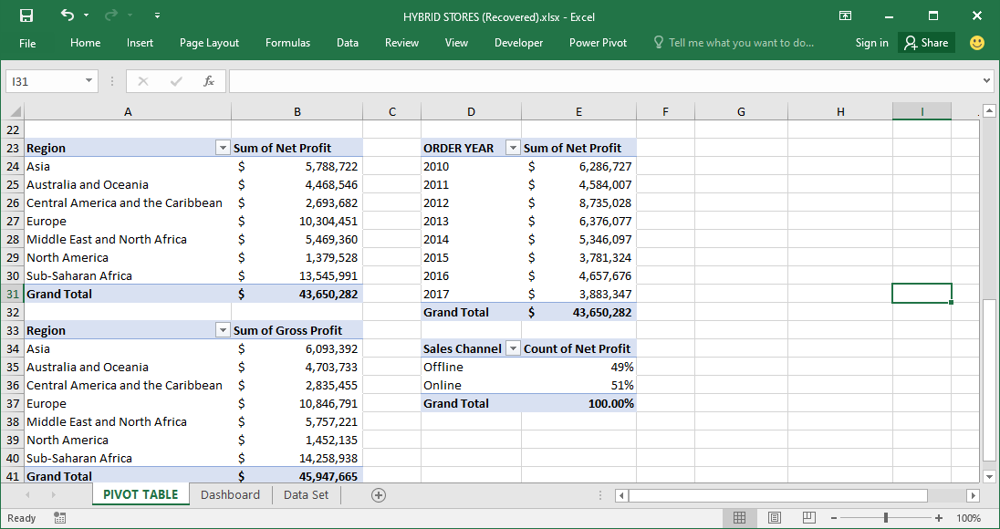 HYBRID STORES (Recovered).xlsx - Excel
File Home Insert Page Layout Formulas Data Review View Developer Power Pivot Tell me what you want to do... Sign in Share
I31 fx
A B C D E F G H I
22
23 Region Sum of Net Profit ORDER YEAR Sum of Net Profit
24 Asia $ 5,788,722 2010 $ 6,286,727
25 Australia and Oceania $ 4,468,546 2011 $ 4,584,007
26 Central America and the Caribbean $ 2,693,682 2012 $ 8,735,028
27 Europe $ 10,304,451 2013 $ 6,376,077
28 Middle East and North Africa $ 5,469,360 2014 $ 5,346,097
29 North America $ 1,379,528 2015 $ 3,781,324
30 Sub-Saharan Africa $ 13,545,991 2016 $ 4,657,676
31 Grand Total $ 43,650,282 2017 $ 3,883,347
32 Grand Total $ 43,650,282
33 Region Sum of Gross Profit
34 Asia $ 6,093,392 Sales Channel Count of Net Profit
35 Australia and Oceania $ 4,703,733 Offline 49%
36 Central America and the Caribbean $ 2,835,455 Online 51%
37 Europe $ 10,846,791 Grand Total 100.00%
38 Middle East and North Africa $ 5,757,221
39 North America $ 1,452,135
40 Sub-Saharan Africa $ 14,258,938
41 Grand Total $ 45,947,665
PIVOT TABLE Dashboard Data Set
Ready 100%